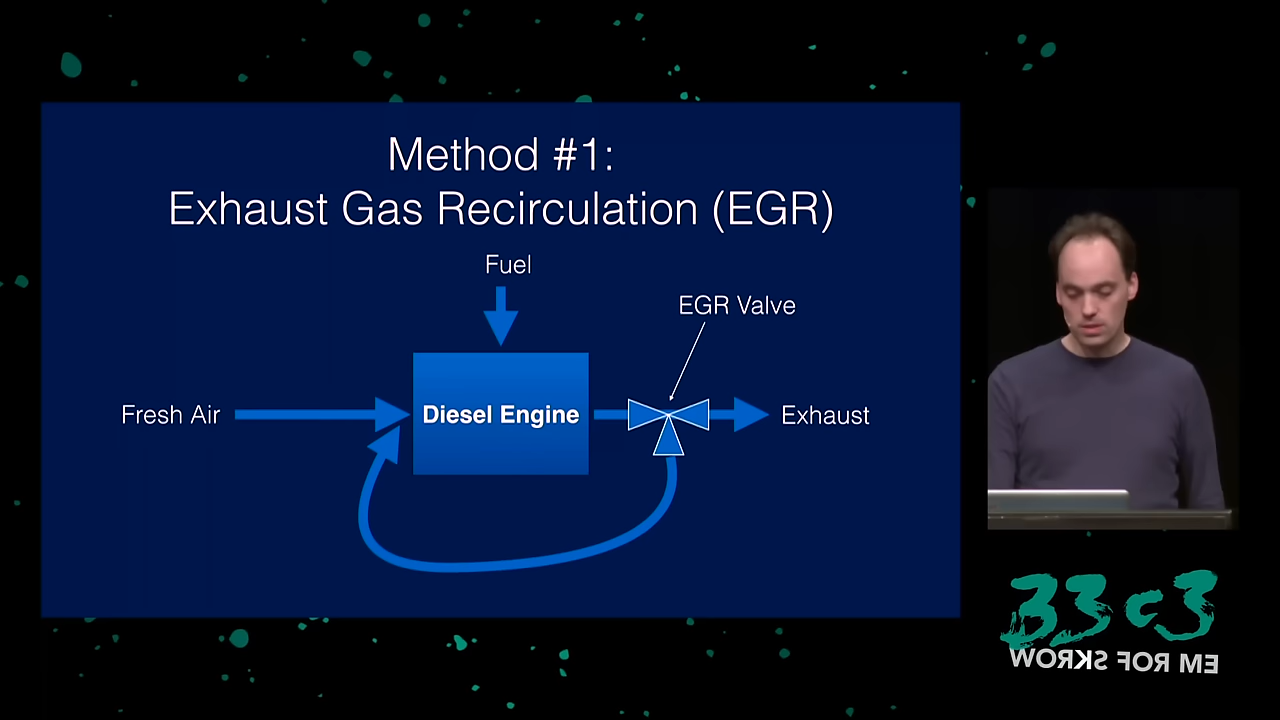 Method #1:
Exhaust Gas Recirculation (EGR)
Fuel
EGR Valve
Fresh Air
Diesel Engine
Exhaust
33c3
WORKS FOR ME